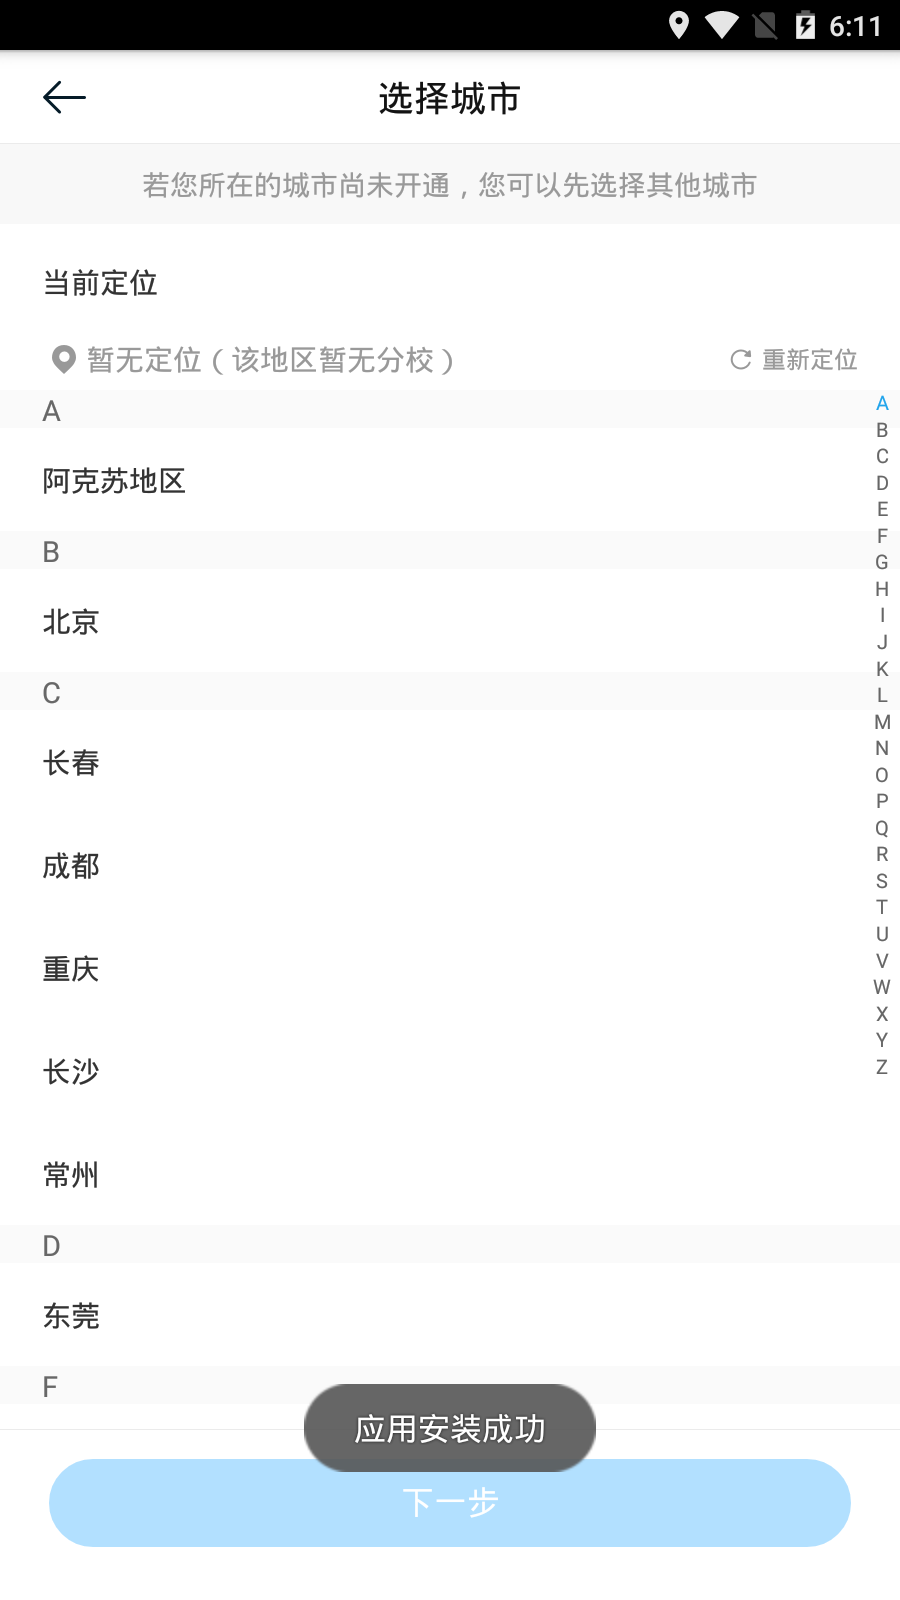 6:11
选择城市
若您所在的城市尚未开通，您可以先选择其他城市
当前定位
暂无定位（该地区暂无分校）
重新定位
A
阿克苏地区
B
北京
C
长春
成都
重庆
长沙
常州
D
东莞
F
A
B
C
D
E
F
G
H
I
J
K
L
M
N
O
P
Q
R
S
T
U
V
W
X
Y
Z
应用安装成功
下一步